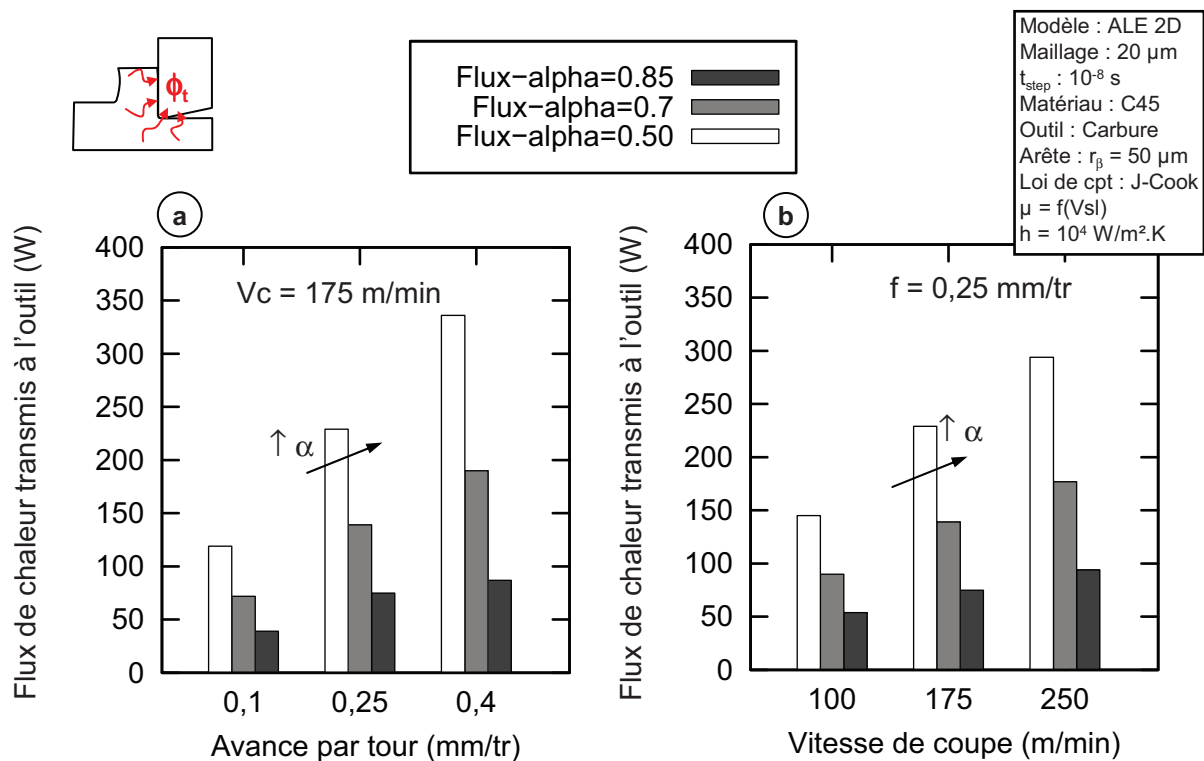 ϕt
Flux−alpha=0.85
Flux−alpha=0.7
Flux−alpha=0.50
Modèle : ALE 2D
Maillage : 20 µm
tstep : 10-8 s
Matériau : C45
Outil : Carbure
Arête : rβ = 50 µm
Loi de cpt : J-Cook
µ = f(Vsl)
h = 10⁴ W/m².K
a
Flux de chaleur transmis à l’outil (W)
400
350
300
250
200
150
100
50
0
Vc = 175 m/min
↑ α
0,1 0,25 0,4
Avance par tour (mm/tr)
b
Flux de chaleur transmis à l’outil (W)
400
350
300
250
200
150
100
50
0
f = 0,25 mm/tr
↑ α
100 175 250
Vitesse de coupe (m/min)